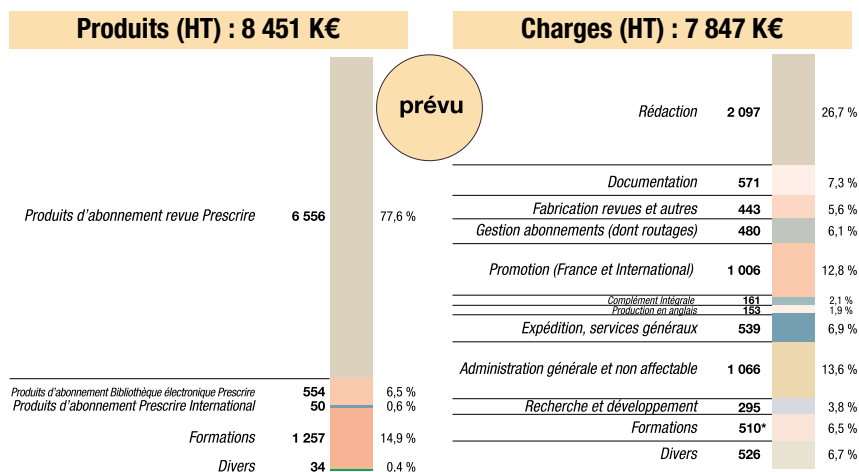 Produits (HT) : 8 451 K€
Charges (HT) : 7 847 K€
prévu
Produits d'abonnement revue Prescrire 6 556 77,6 %
Produits d'abonnement Bibliothèque électronique Prescrire 554 6,5 %
Produits d'abonnement Prescrire International 50 0,6 %
Formations 1 257 14,9 %
Divers 34 0.4 %
Rédaction 2 097 26,7 %
Documentation 571 7,3 %
Fabrication revues et autres 443 5,6 %
Gestion abonnements (dont routages) 480 6,1 %
Promotion (France et International) 1 006 12,8 %
Complément Intégrale 161 2,1 %
Production en anglais 153 1,9 %
Expédition, services généraux 539 6,9 %
Administration générale et non affectable 1 066 13,6 %
Recherche et développement 295 3,8 %
Formations 510* 6,5 %
Divers 526 6,7 %